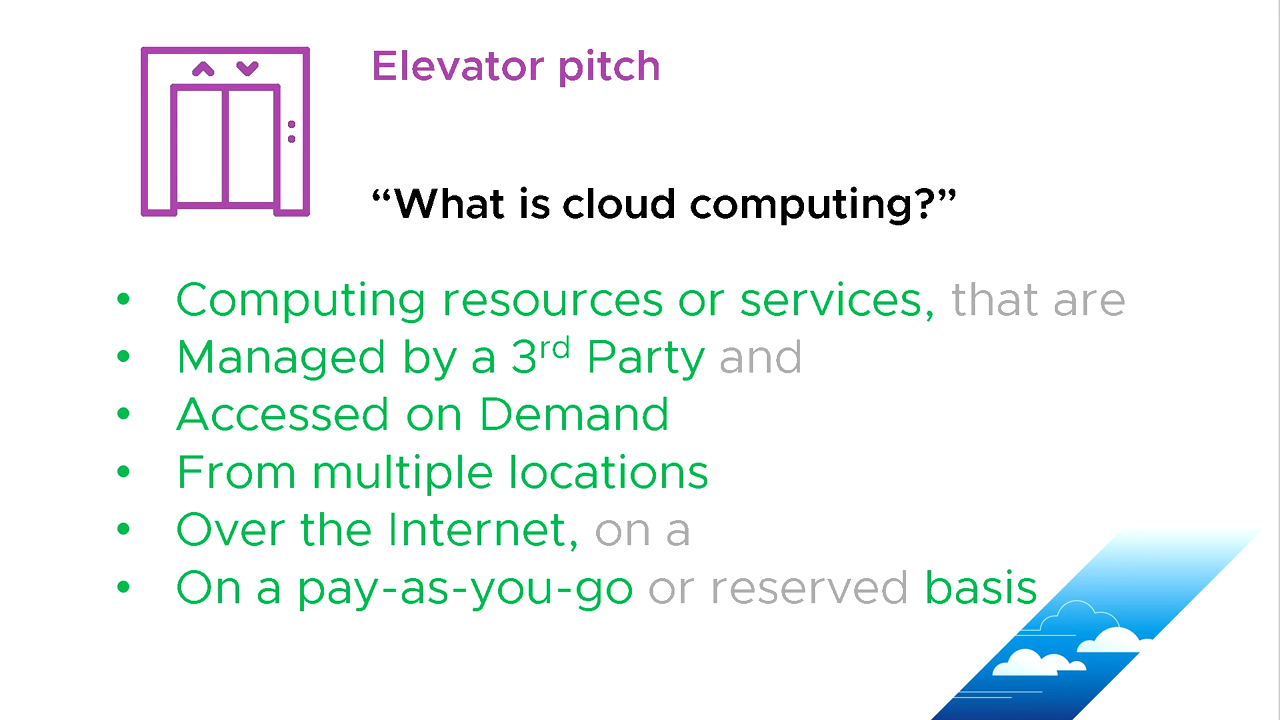 Elevator pitch
“What is cloud computing?”
• Computing resources or services, that are
• Managed by a 3rd Party and
• Accessed on Demand
• From multiple locations
• Over the Internet, on a
• On a pay-as-you-go or reserved basis